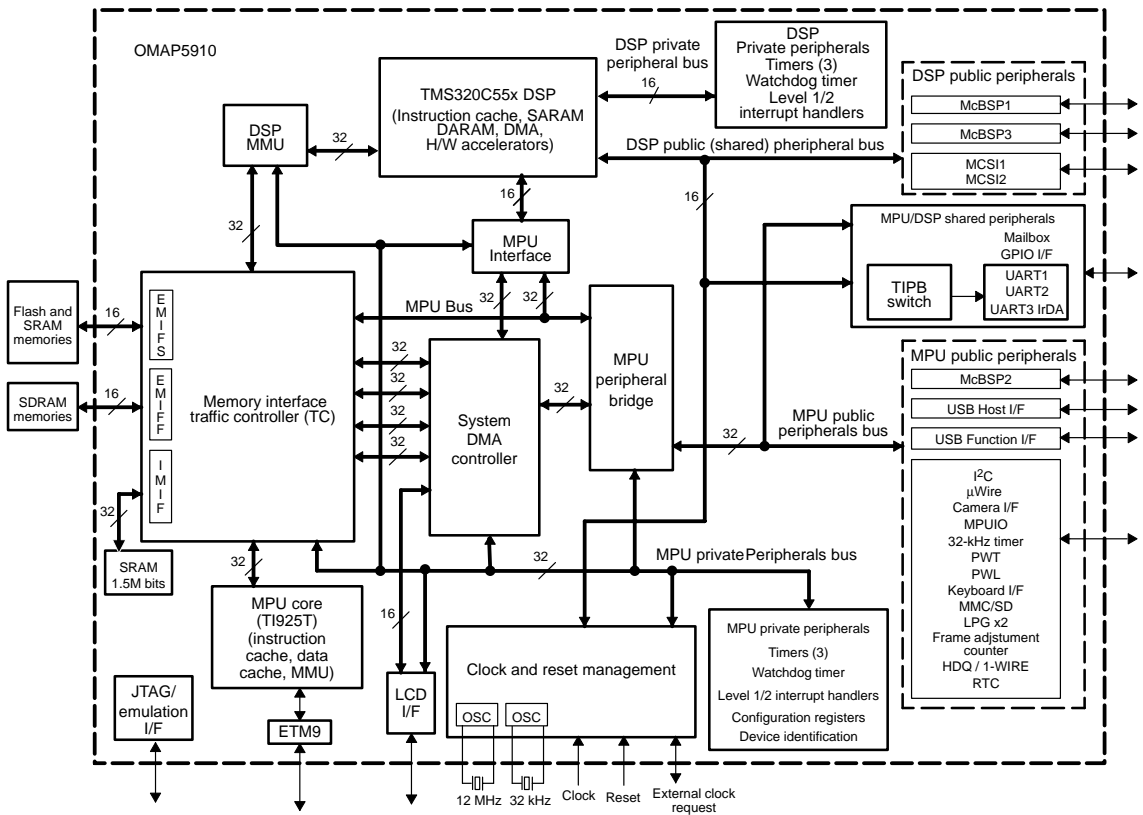 OMAP5910
DSP
Private peripherals
Timers (3)
Watchdog timer
Level 1/2
interrupt handlers
DSP private
peripheral bus
16
TMS320C55x DSP
(Instruction cache, SARAM
DARAM, DMA,
H/W accelerators)
DSP
MMU
32
DSP public (shared) pheripheral bus
16
DSP public peripherals
McBSP1
McBSP3
MCSI1
MCSI2
16
32
MPU
Interface
MPU/DSP shared peripherals
Mailbox
GPIO I/F
TIPB
switch
UART1
UART2
UART3 IrDA
32
32
MPU Bus
Flash and
SRAM
memories
16
E
M
I
F
S
SDRAM
memories
16
E
M
I
F
F
I
M
I
F
Memory interface
traffic controller (TC)
32
32
32
32
System
DMA
controller
32
MPU
peripheral
bridge
32
MPU public
peripherals bus
MPU public peripherals
McBSP2
USB Host I/F
USB Function I/F
I2C
µWire
Camera I/F
MPUIO
32-kHz timer
PWT
PWL
Keyboard I/F
MMC/SD
LPG x2
Frame adjstument
counter
HDQ / 1-WIRE
RTC
32
SRAM
1.5M bits
32
32
MPU private Peripherals bus
MPU core
(TI925T)
(instruction
cache, data
cache, MMU)
16
JTAG/
emulation
I/F
ETM9
LCD
I/F
Clock and reset management
OSC
OSC
12 MHz
32 kHz
Clock
Reset
External clock
request
MPU private peripherals
Timers (3)
Watchdog timer
Level 1/2 interrupt handlers
Configuration registers
Device identification